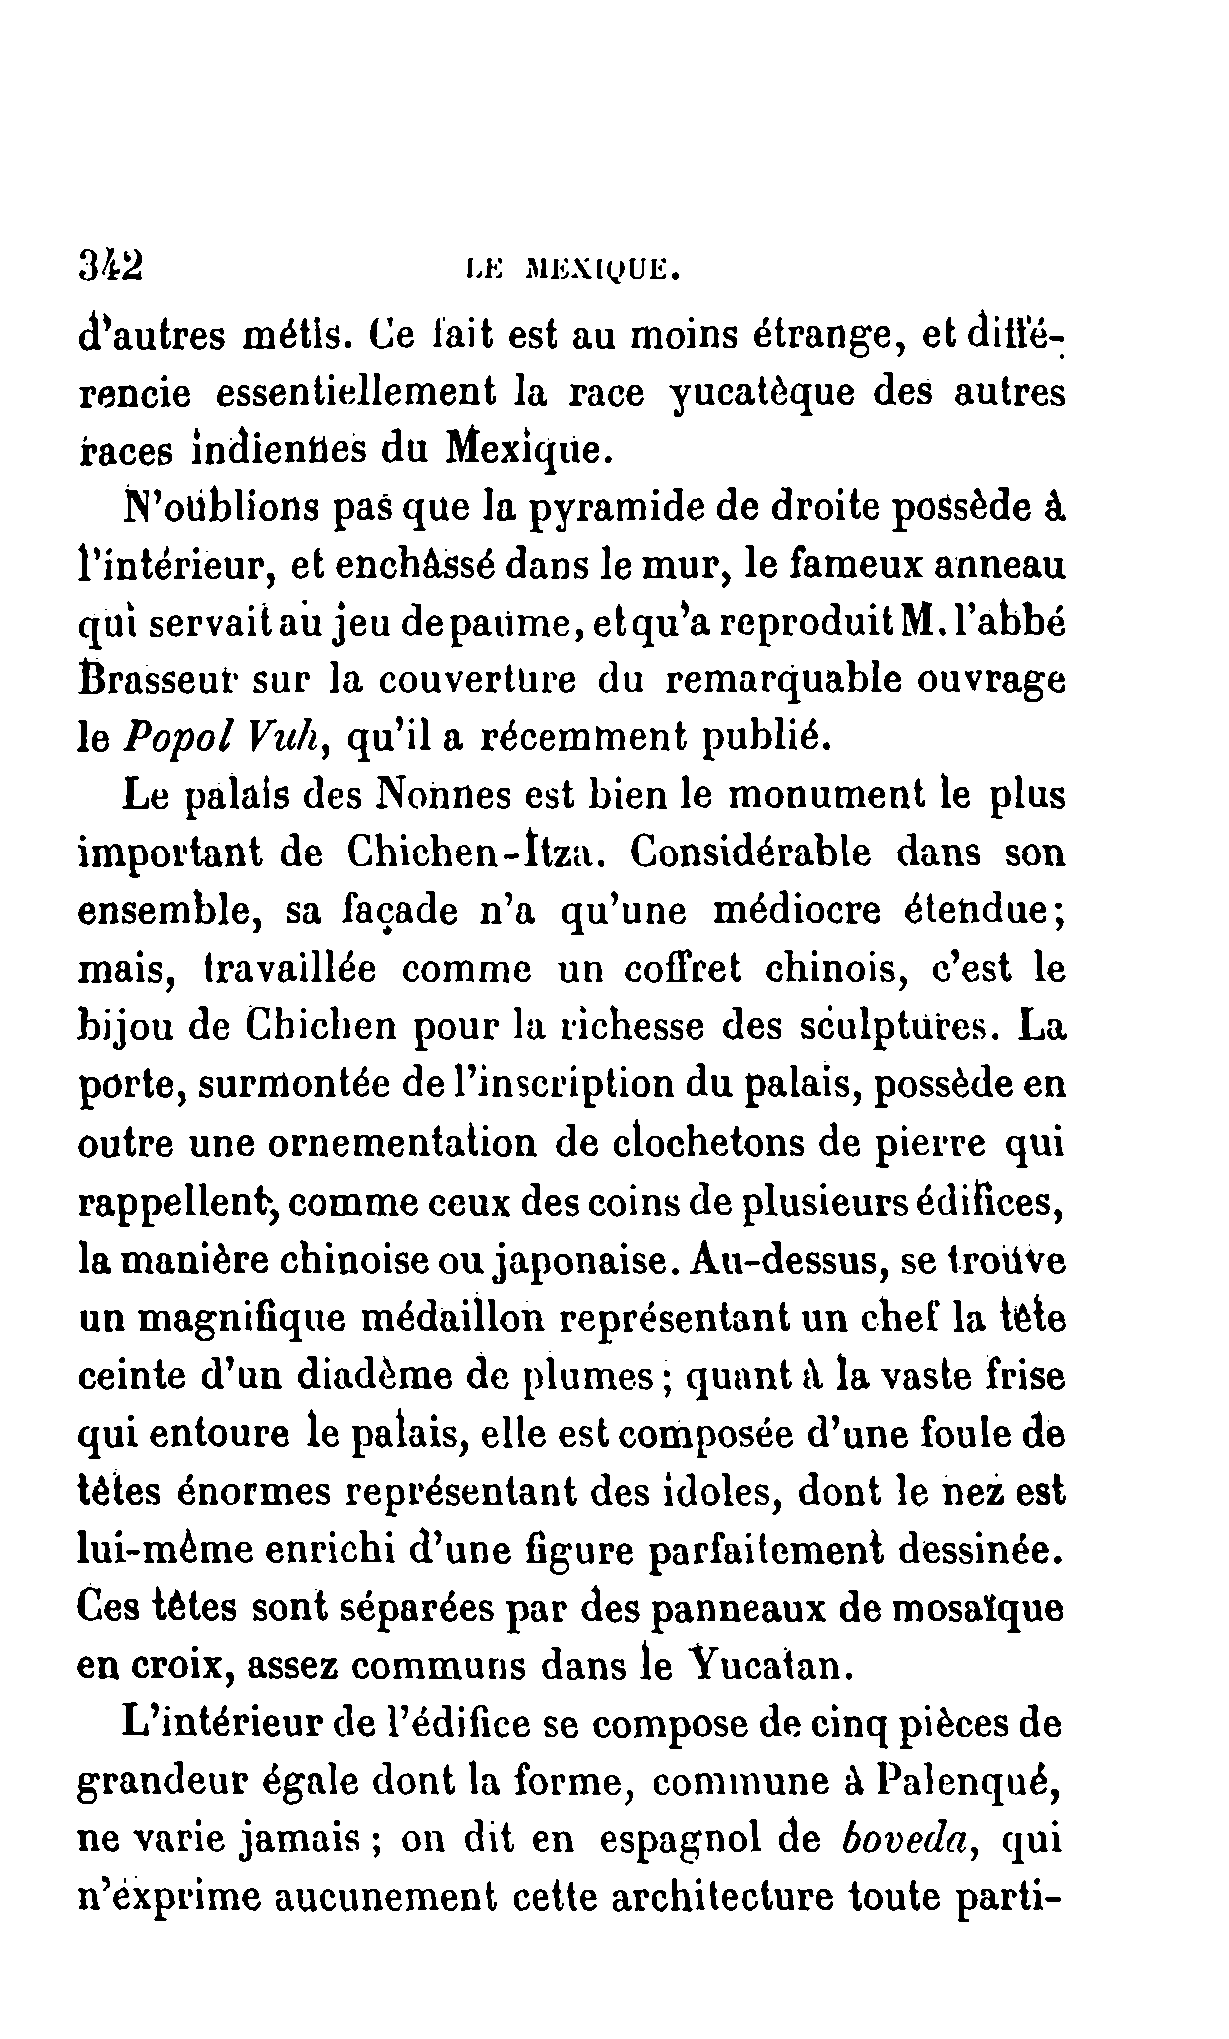 342 LE MEXIQUE.
d'autres métis. Ce fait est au moins étrange, et diffé-
rencie essentiellement la race yucatèque des autres
races indiennes du Mexique.
N'oublions pas que la pyramide de droite possède à
l'intérieur, et enchâssé dans le mur, le fameux anneau
qui servait au jeu de paume, et qu'a reproduit M. l'abbé
Brasseur sur la couverture du remarquable ouvrage
le Popol Vuh, qu'il a récemment publié.
Le palais des Nonnes est bien le monument le plus
important de Chichen-Itza. Considérable dans son
ensemble, sa façade n'a qu'une médiocre étendue;
mais, travaillée comme un coffret chinois, c'est le
bijou de Chichen pour la richesse des sculptures. La
porte, surmontée de l'inscription du palais, possède en
outre une ornementation de clochetons de pierre qui
rappellent, comme ceux des coins de plusieurs édifices,
la manière chinoise ou japonaise. Au-dessus, se trouve
un magnifique médaillon représentant un chef la tête
ceinte d'un diadème de plumes ; quant à la vaste frise
qui entoure le palais, elle est composée d'une foule de
têtes énormes représentant des idoles, dont le nez est
lui-même enrichi d'une figure parfaitement dessinée.
Ces têtes sont séparées par des panneaux de mosaïque
en croix, assez communs dans le Yucatan.
L'intérieur de l'édifice se compose de cinq pièces de
grandeur égale dont la forme, commune à Palenqué,
ne varie jamais ; on dit en espagnol de boveda, qui
n'exprime aucunement cette architecture toute parti-